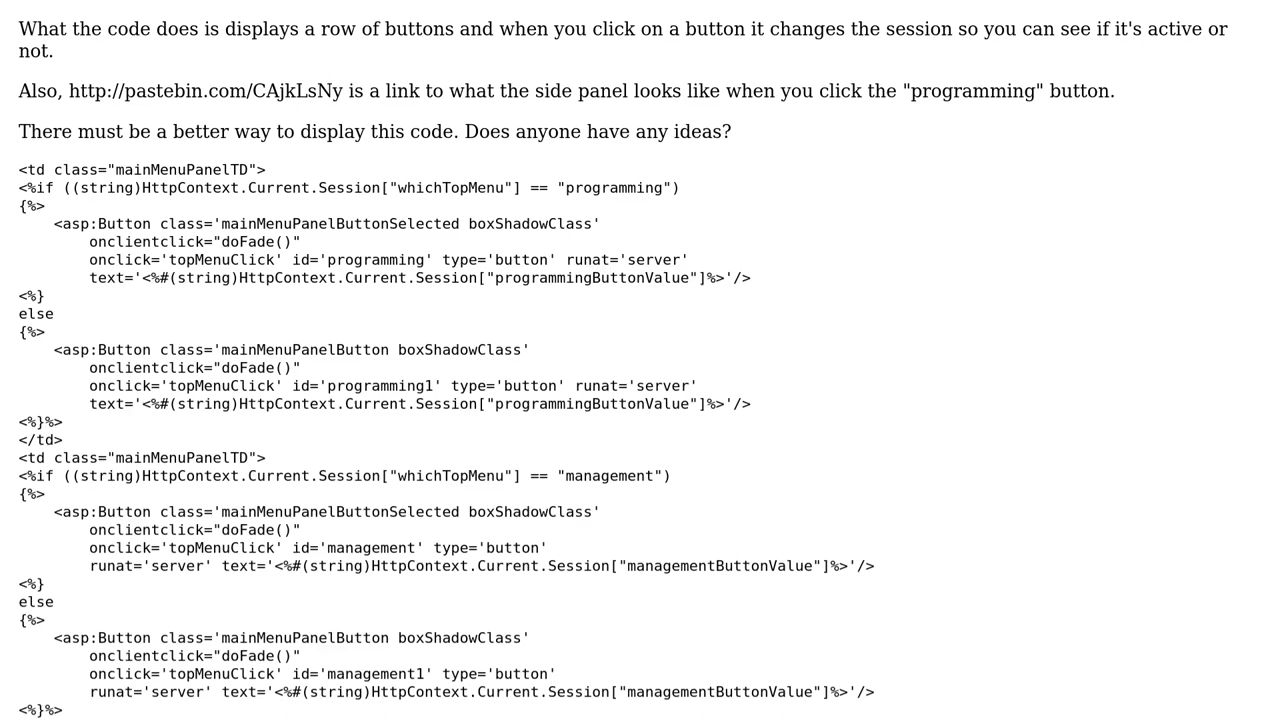 What the code does is displays a row of buttons and when you click on a button it changes the session so you can see if it's active or
not.
Also, http://pastebin.com/CAjkLsNy is a link to what the side panel looks like when you click the "programming" button.
There must be a better way to display this code. Does anyone have any ideas?
<td class="mainMenuPanelTD">
<%if ((string)HttpContext.Current.Session["whichTopMenu"] == "programming")
{%>
    <asp:Button class='mainMenuPanelButtonSelected boxShadowClass'
        onclientclick="doFade()"
        onclick='topMenuClick' id='programming' type='button' runat='server'
        text='<%#(string)HttpContext.Current.Session["programmingButtonValue"]%>'/>
<%}
else
{%>
    <asp:Button class='mainMenuPanelButton boxShadowClass'
        onclientclick="doFade()"
        onclick='topMenuClick' id='programming1' type='button' runat='server'
        text='<%#(string)HttpContext.Current.Session["programmingButtonValue"]%>'/>
<%}%>
</td>
<td class="mainMenuPanelTD">
<%if ((string)HttpContext.Current.Session["whichTopMenu"] == "management")
{%>
    <asp:Button class='mainMenuPanelButtonSelected boxShadowClass'
        onclientclick="doFade()"
        onclick='topMenuClick' id='management' type='button'
        runat='server' text='<%#(string)HttpContext.Current.Session["managementButtonValue"]%>'/>
<%}
else
{%>
    <asp:Button class='mainMenuPanelButton boxShadowClass'
        onclientclick="doFade()"
        onclick='topMenuClick' id='management1' type='button'
        runat='server' text='<%#(string)HttpContext.Current.Session["managementButtonValue"]%>'/>
<%}%>